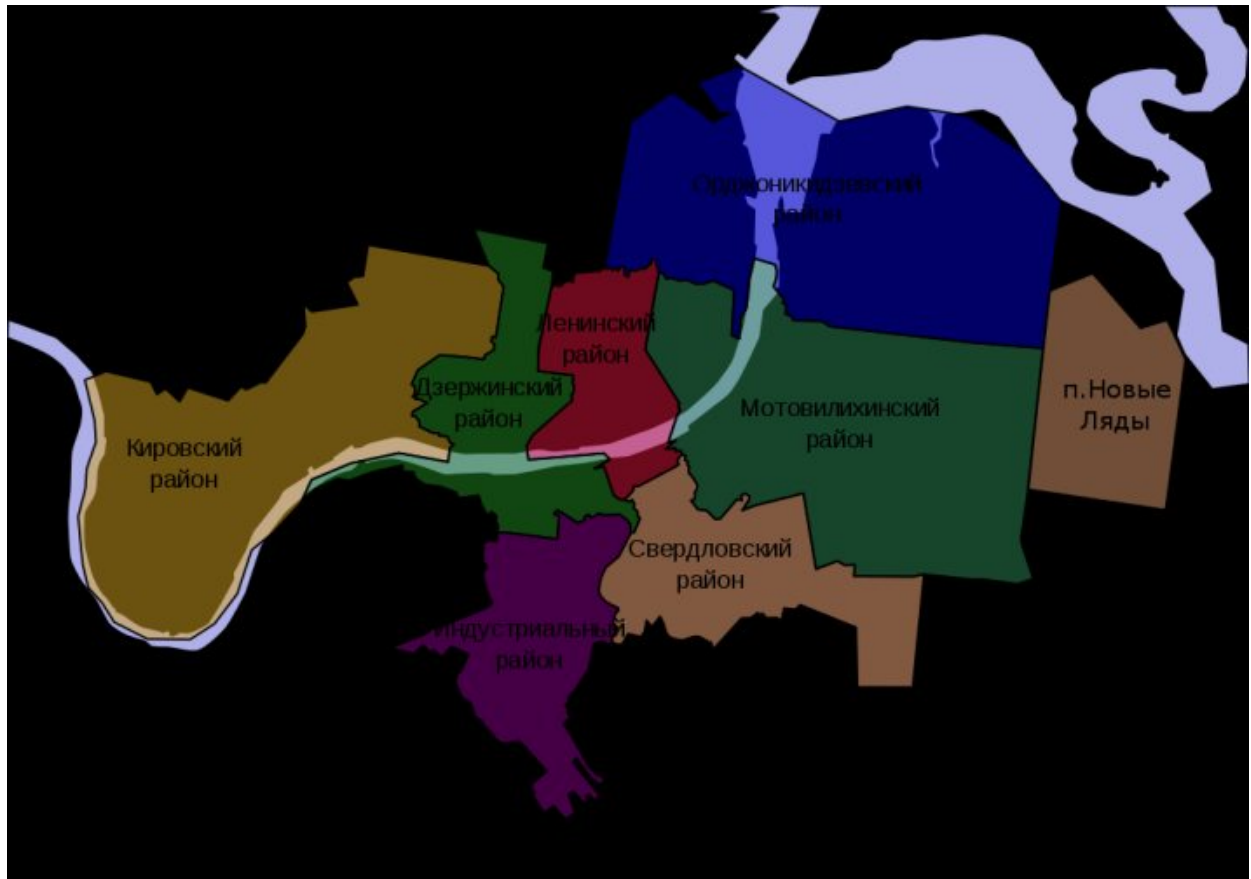 Орджоникидзевский
район
Ленинский
район
п.Новые
Ляды
Дзержинский
район
Мотовилихинский
район
Кировский
район
Свердловский
район
Индустриальный
район